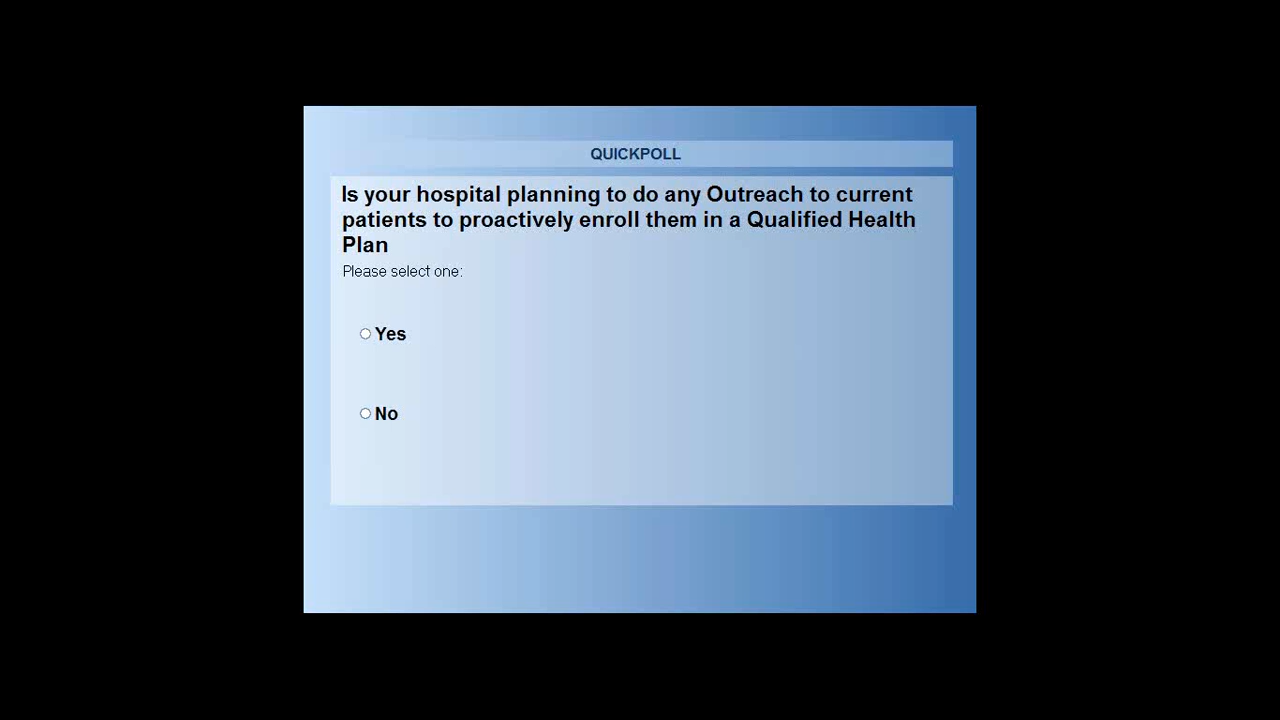 QUICKPOLL
Is your hospital planning to do any Outreach to current
patients to proactively enroll them in a Qualified Health
Plan
Please select one:
Yes
No